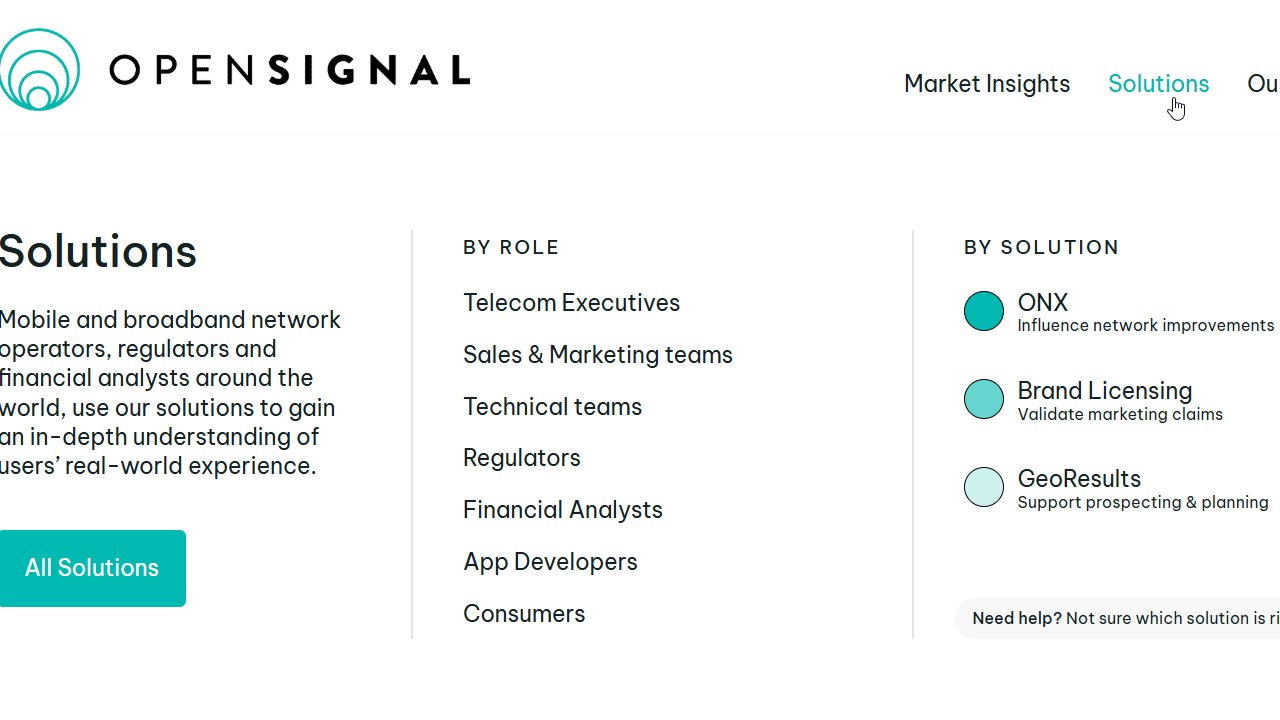 OPENSIGNAL
Market Insights
Solutions
Ou
Solutions
Mobile and broadband network
operators, regulators and
financial analysts around the
world, use our solutions to gain
an in-depth understanding of
users’ real-world experience.
All Solutions
BY ROLE
Telecom Executives
Sales & Marketing teams
Technical teams
Regulators
Financial Analysts
App Developers
Consumers
BY SOLUTION
ONX
Influence network improvements
Brand Licensing
Validate marketing claims
GeoResults
Support prospecting & planning
Need help? Not sure which solution is ri